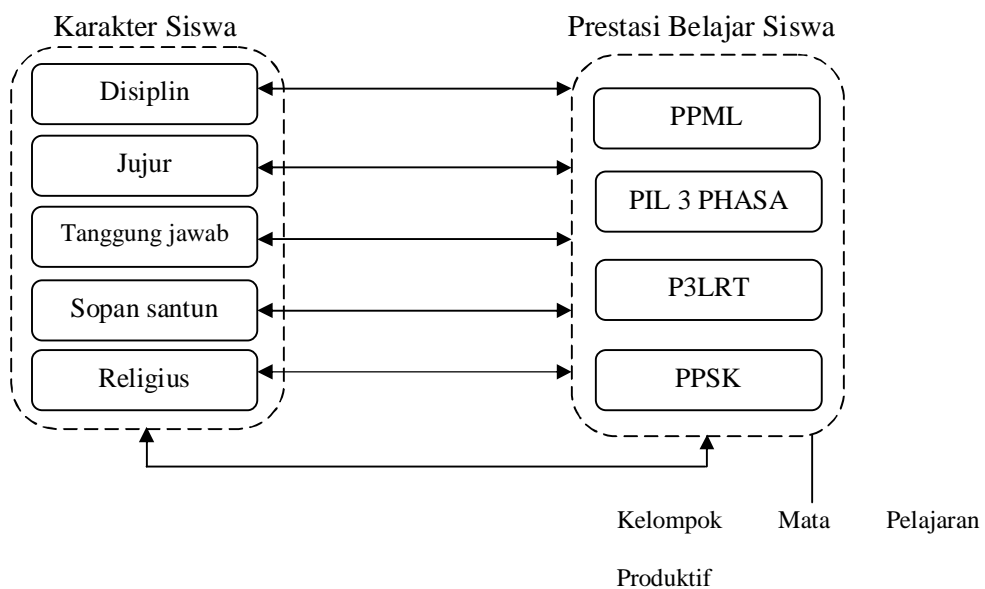 Karakter Siswa
Prestasi Belajar Siswa
Disiplin
Jujur
Tanggung jawab
Sopan santun
Religius
PPML
PIL 3 PHASA
P3LRT
PPSK
Kelompok Mata Pelajaran
Produktif